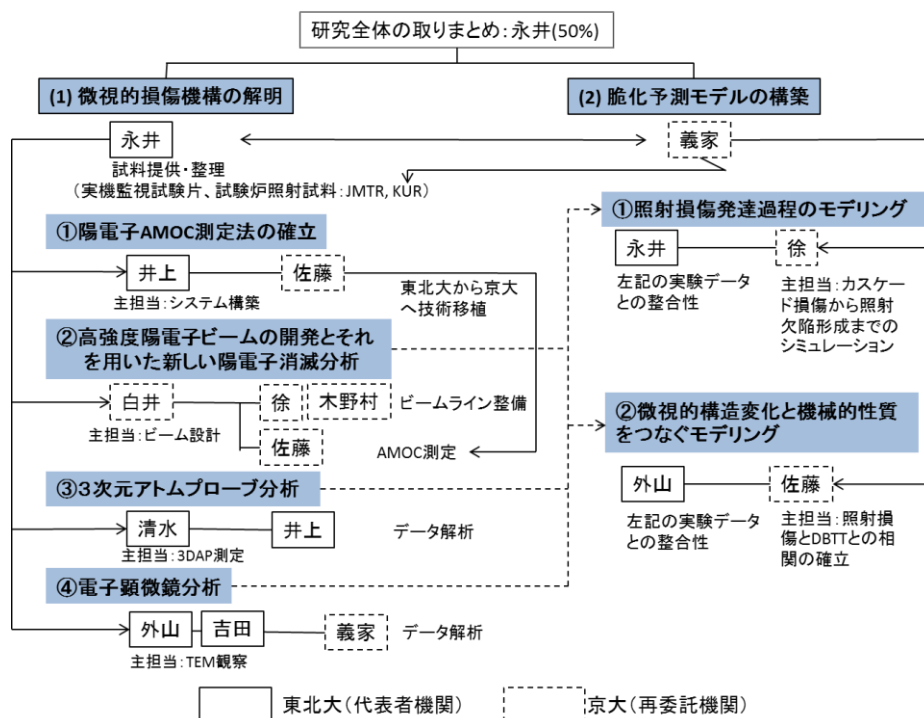 研究全体の取りまとめ：永井(50%)
(1) 微視的損傷機構の解明
(2) 脆化予測モデルの構築
永井
義家
試料提供・整理
（実機監視試験片、試験炉照射試料：JMTR, KUR）
①陽電子AMOC測定法の確立
井上
佐藤
主担当：システム構築
東北大から京大
へ技術移植
②高強度陽電子ビームの開発とそれ
を用いた新しい陽電子消滅分析
白井
徐
木野村
ビームライン整備
主担当：ビーム設計
佐藤
AMOC測定
③３次元アトムプローブ分析
清水
井上
データ解析
主担当：3DAP測定
④電子顕微鏡分析
外山
吉田
義家
データ解析
主担当：TEM観察
①照射損傷発達過程のモデリング
永井
徐
左記の実験データ
との整合性
主担当：カスケー
ド損傷から照射
欠陥形成までの
シミュレーション
②微視的構造変化と機械的性質
をつなぐモデリング
外山
佐藤
左記の実験データ
との整合性
主担当：照射損
傷とDBTTとの相
関の確立
東北大（代表者機関）
京大（再委託機関）